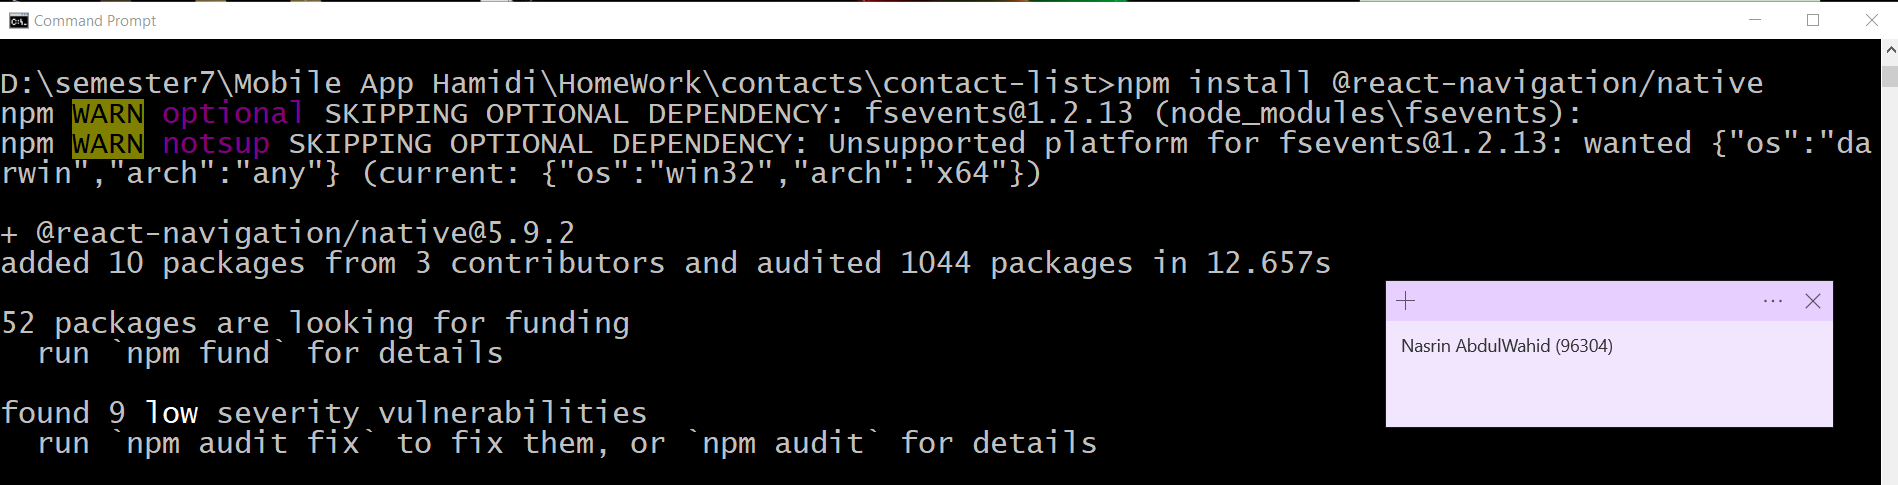 Command Prompt
D:\semester7\Mobile App Hamidi\HomeWork\contacts\contact-list>npm install @react-navigation/native
npm WARN optional SKIPPING OPTIONAL DEPENDENCY: fsevents@1.2.13 (node_modules\fsevents):
npm WARN notsup SKIPPING OPTIONAL DEPENDENCY: Unsupported platform for fsevents@1.2.13: wanted {"os":"da
rwin","arch":"any"} (current: {"os":"win32","arch":"x64"})
+ @react-navigation/native@5.9.2
added 10 packages from 3 contributors and audited 1044 packages in 12.657s
52 packages are looking for funding
  run `npm fund` for details
found 9 low severity vulnerabilities
  run `npm audit fix` to fix them, or `npm audit` for details
Nasrin AbdulWahid (96304)